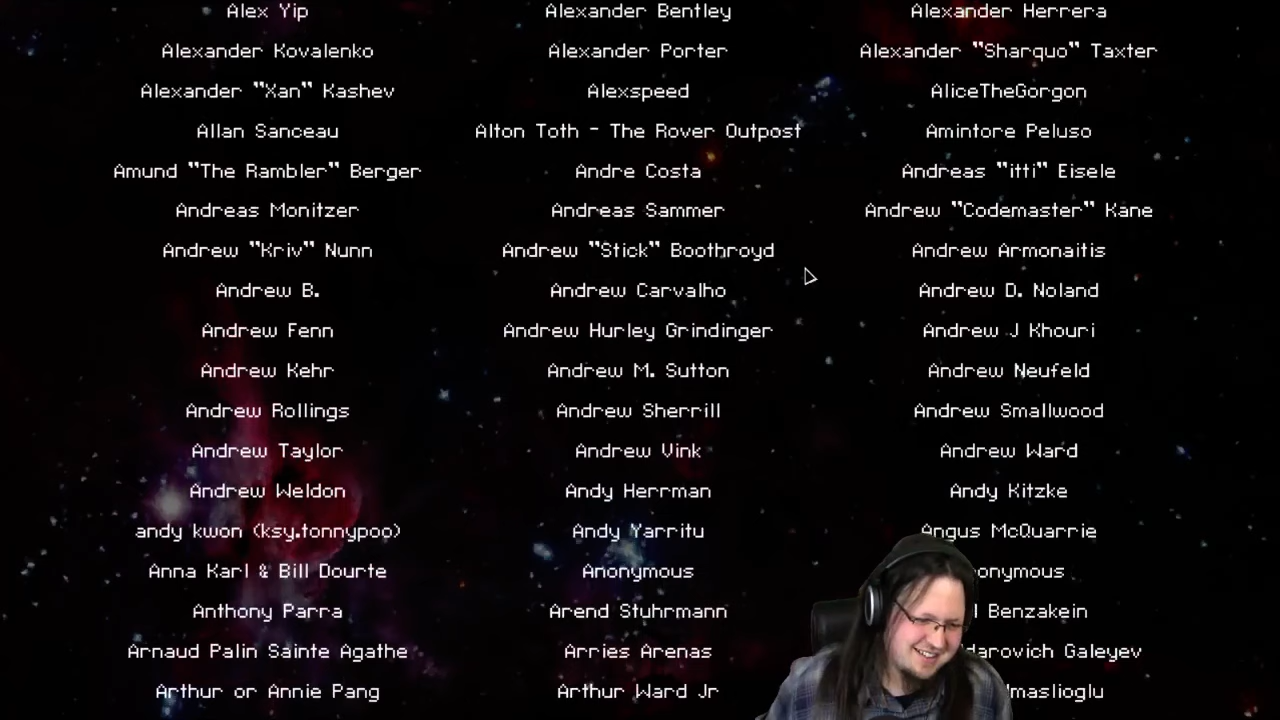 Alex Yip
Alexander Bentley
Alexander Herrera
Alexander Kovalenko
Alexander Porter
Alexander "Sharquo" Taxter
Alexander "Xan" Kashev
Alexspeed
AliceTheGorgon
Allan Sanceau
Alton Toth - The Rover Outpost
Amintore Peluso
Amund "The Rambler" Berger
Andre Costa
Andreas "itti" Eisele
Andreas Monitzer
Andreas Sammer
Andrew "Codemaster" Kane
Andrew "Kriv" Nunn
Andrew "Stick" Boothroyd
Andrew Armonaitis
Andrew B.
Andrew Carvalho
Andrew D. Noland
Andrew Fenn
Andrew Hurley Grindinger
Andrew J Khouri
Andrew Kehr
Andrew M. Sutton
Andrew Neufeld
Andrew Rollings
Andrew Sherrill
Andrew Smallwood
Andrew Taylor
Andrew Vink
Andrew Ward
Andrew Weldon
Andy Herrman
Andy Kitzke
andy kwon (ksy.tonnypoo)
Andy Yarritu
Angus McQuarrie
Anna Karl & Bill Dourte
Anonymous
Anthony Parra
Arend Stuhrmann
Benzakein
Arnaud Palin Sainte Agathe
Arries Arenas
Galeyev
Arthur or Annie Pang
Arthur Ward Jr